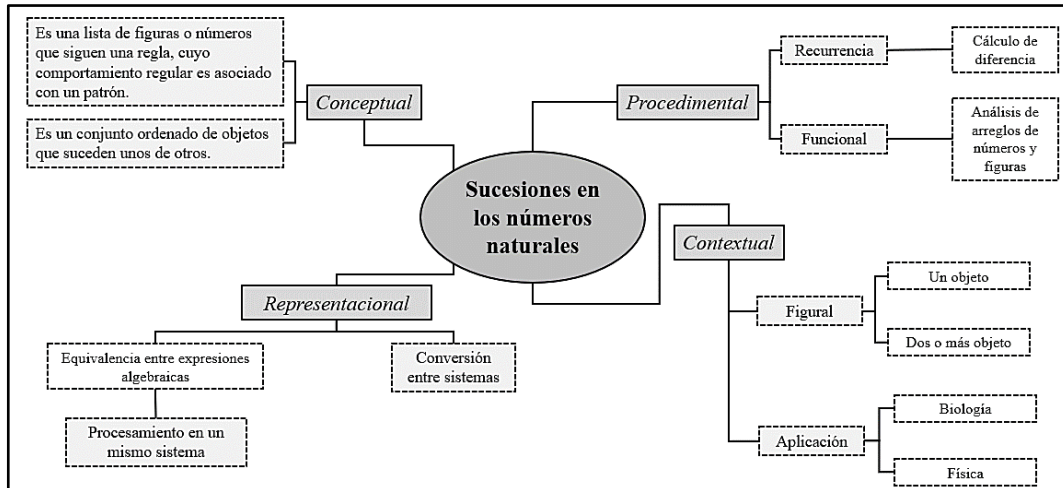 Es una lista de figuras o números
que siguen una regla, cuyo
comportamiento regular es asociado
con un patrón.
Es un conjunto ordenado de objetos
que suceden unos de otros.
Conceptual
Sucesiones en
los números
naturales
Procedimental
Recurrencia
Cálculo de
diferencia
Funcional
Análisis de
arreglos de
números y
figuras
Contextual
Figural
Un objeto
Dos o más objeto
Aplicación
Biología
Física
Representacional
Equivalencia entre expresiones
algebraicas
Procesamiento en un
mismo sistema
Conversión
entre sistemas